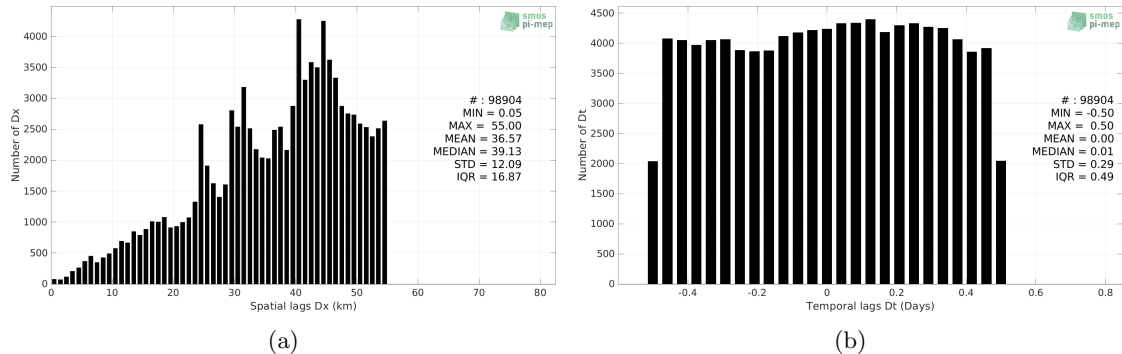 smos
pi-mep
4000
3500
3000
2500
2000
1500
1000
500
0
Number of Dx
# : 98904
MIN = 0.05
MAX = 55.00
MEAN = 36.57
MEDIAN = 39.13
STD = 12.09
IQR = 16.87
0 10 20 30 40 50 60 70 80
Spatial lags Dx (km)
(a)
smos
pi-mep
4500
4000
3500
3000
2500
2000
1500
1000
500
0
Number of Dt
# : 98904
MIN = -0.50
MAX = 0.50
MEAN = 0.00
MEDIAN = 0.01
STD = 0.29
IQR = 0.49
-0.4 -0.2 0 0.2 0.4 0.6 0.8
Temporal lags Dt (Days)
(b)